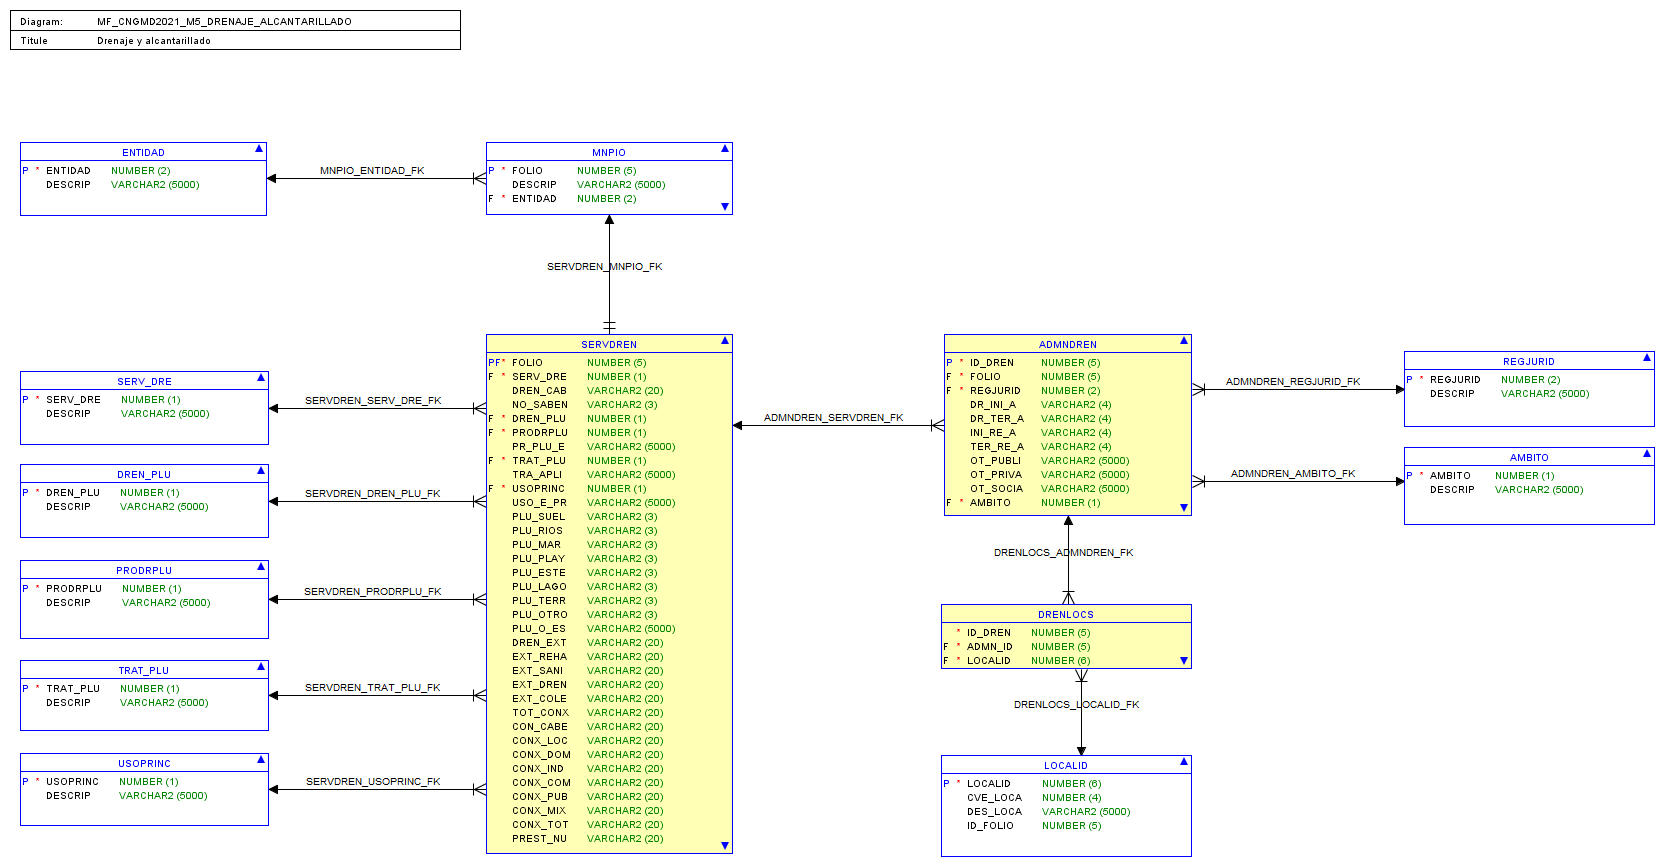 Diagram: MF_CNGMD2021_M5_DRENAJE_ALCANTARILLADO
Titule Drenaje y alcantarillado
ENTIDAD
P * ENTIDAD NUMBER (2)
DESCRIP VARCHAR2 (5000)
MNPIO_ENTIDAD_FK
MNPIO
P * FOLIO NUMBER (5)
DESCRIP VARCHAR2 (5000)
F * ENTIDAD NUMBER (2)
SERVDREN_MNPIO_FK
SERV_DRE
P * SERV_DRE NUMBER (1)
DESCRIP VARCHAR2 (5000)
SERVDREN_SERV_DRE_FK
DREN_PLU
P * DREN_PLU NUMBER (1)
DESCRIP VARCHAR2 (5000)
SERVDREN_DREN_PLU_FK
PRODRPLU
P * PRODRPLU NUMBER (1)
DESCRIP VARCHAR2 (5000)
SERVDREN_PRODRPLU_FK
TRAT_PLU
P * TRAT_PLU NUMBER (1)
DESCRIP VARCHAR2 (5000)
SERVDREN_TRAT_PLU_FK
USOPRINC
P * USOPRINC NUMBER (1)
DESCRIP VARCHAR2 (5000)
SERVDREN_USOPRINC_FK
SERVDREN
PF* FOLIO NUMBER (5)
F * SERV_DRE NUMBER (1)
DREN_CAB VARCHAR2 (20)
NO_SABEN VARCHAR2 (3)
F * DREN_PLU NUMBER (1)
F * PRODRPLU NUMBER (1)
PR_PLU_E VARCHAR2 (5000)
F * TRAT_PLU NUMBER (1)
TRA_APLI VARCHAR2 (5000)
F * USOPRINC NUMBER (1)
USO_E_PR VARCHAR2 (5000)
PLU_SUEL VARCHAR2 (3)
PLU_RIOS VARCHAR2 (3)
PLU_MAR VARCHAR2 (3)
PLU_PLAY VARCHAR2 (3)
PLU_ESTE VARCHAR2 (3)
PLU_LAGO VARCHAR2 (3)
PLU_TERR VARCHAR2 (3)
PLU_OTRO VARCHAR2 (3)
PLU_O_ES VARCHAR2 (5000)
DREN_EXT VARCHAR2 (20)
EXT_REHA VARCHAR2 (20)
EXT_SANI VARCHAR2 (20)
EXT_DREN VARCHAR2 (20)
EXT_COLE VARCHAR2 (20)
TOT_CONX VARCHAR2 (20)
CON_CABE VARCHAR2 (20)
CONX_LOC VARCHAR2 (20)
CONX_DOM VARCHAR2 (20)
CONX_IND VARCHAR2 (20)
CONX_COM VARCHAR2 (20)
CONX_PUB VARCHAR2 (20)
CONX_MIX VARCHAR2 (20)
CONX_TOT VARCHAR2 (20)
PREST_NU VARCHAR2 (20)
ADMNDREN_SERVDREN_FK
ADMNDREN
P * ID_DREN NUMBER (5)
F * FOLIO NUMBER (5)
F * REGJURID NUMBER (2)
DR_INI_A VARCHAR2 (4)
DR_TER_A VARCHAR2 (4)
INI_RE_A VARCHAR2 (4)
TER_RE_A VARCHAR2 (4)
OT_PUBLI VARCHAR2 (5000)
OT_PRIVA VARCHAR2 (5000)
OT_SOCIA VARCHAR2 (5000)
F * AMBITO NUMBER (1)
ADMNDREN_REGJURID_FK
REGJURID
P * REGJURID NUMBER (2)
DESCRIP VARCHAR2 (5000)
ADMNDREN_AMBITO_FK
AMBITO
P * AMBITO NUMBER (1)
DESCRIP VARCHAR2 (5000)
DRENLOCS_ADMNDREN_FK
DRENLOCS
* ID_DREN NUMBER (5)
F * ADMN_ID NUMBER (5)
F * LOCALID NUMBER (6)
DRENLOCS_LOCALID_FK
LOCALID
P * LOCALID NUMBER (6)
CVE_LOCA NUMBER (4)
DES_LOCA VARCHAR2 (5000)
ID_FOLIO NUMBER (5)